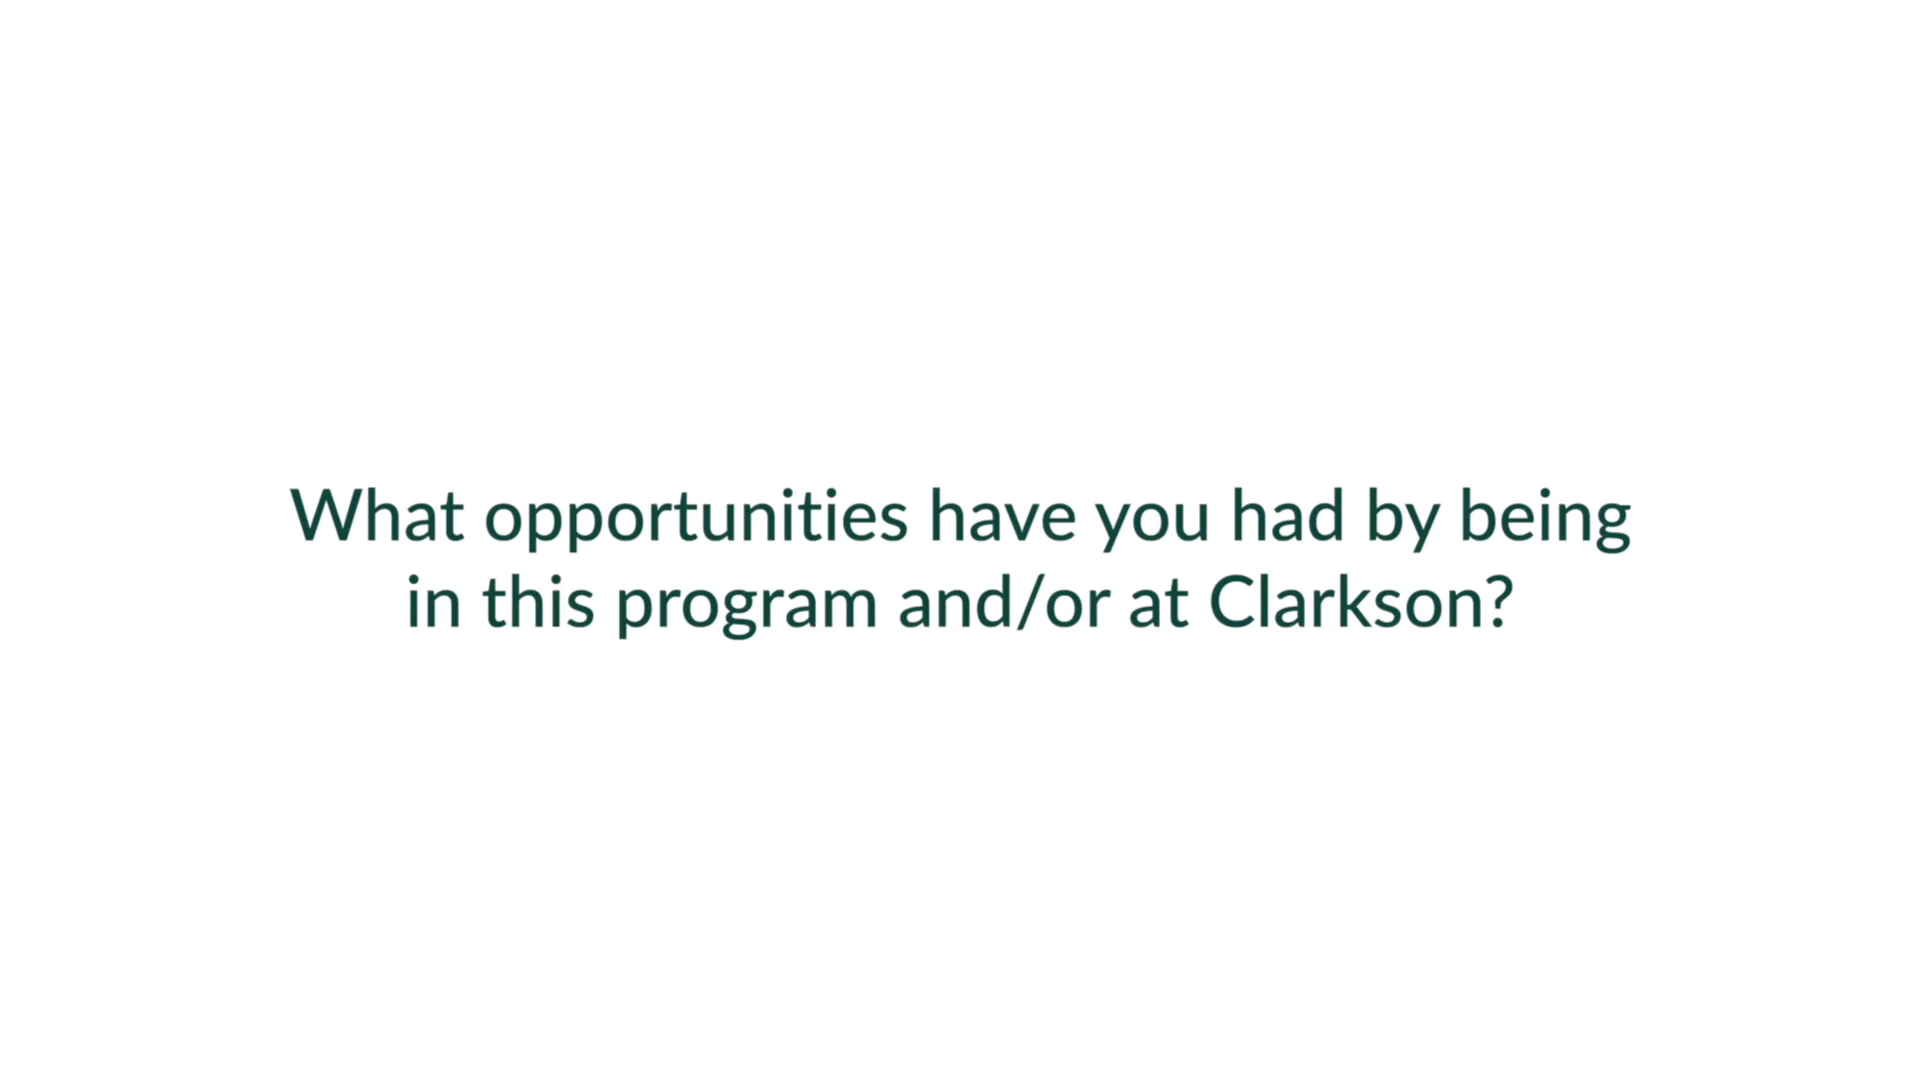 What opportunities have you had by being
in this program and/or at Clarkson?